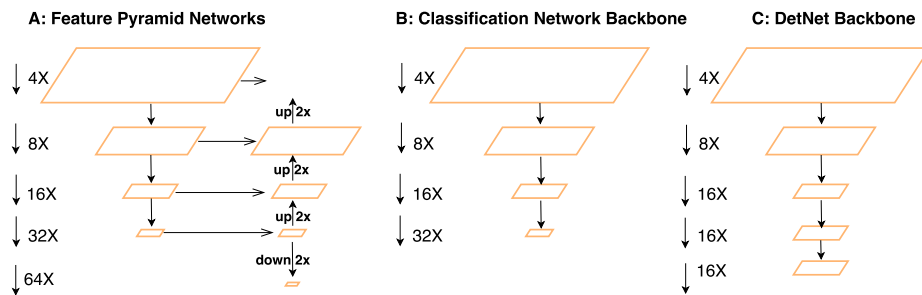 A: Feature Pyramid Networks
B: Classification Network Backbone
C: DetNet Backbone
4X
8X
16X
32X
64X
up 2x
up 2x
up 2x
down 2x
4X
8X
16X
32X
4X
8X
16X
16X
16X